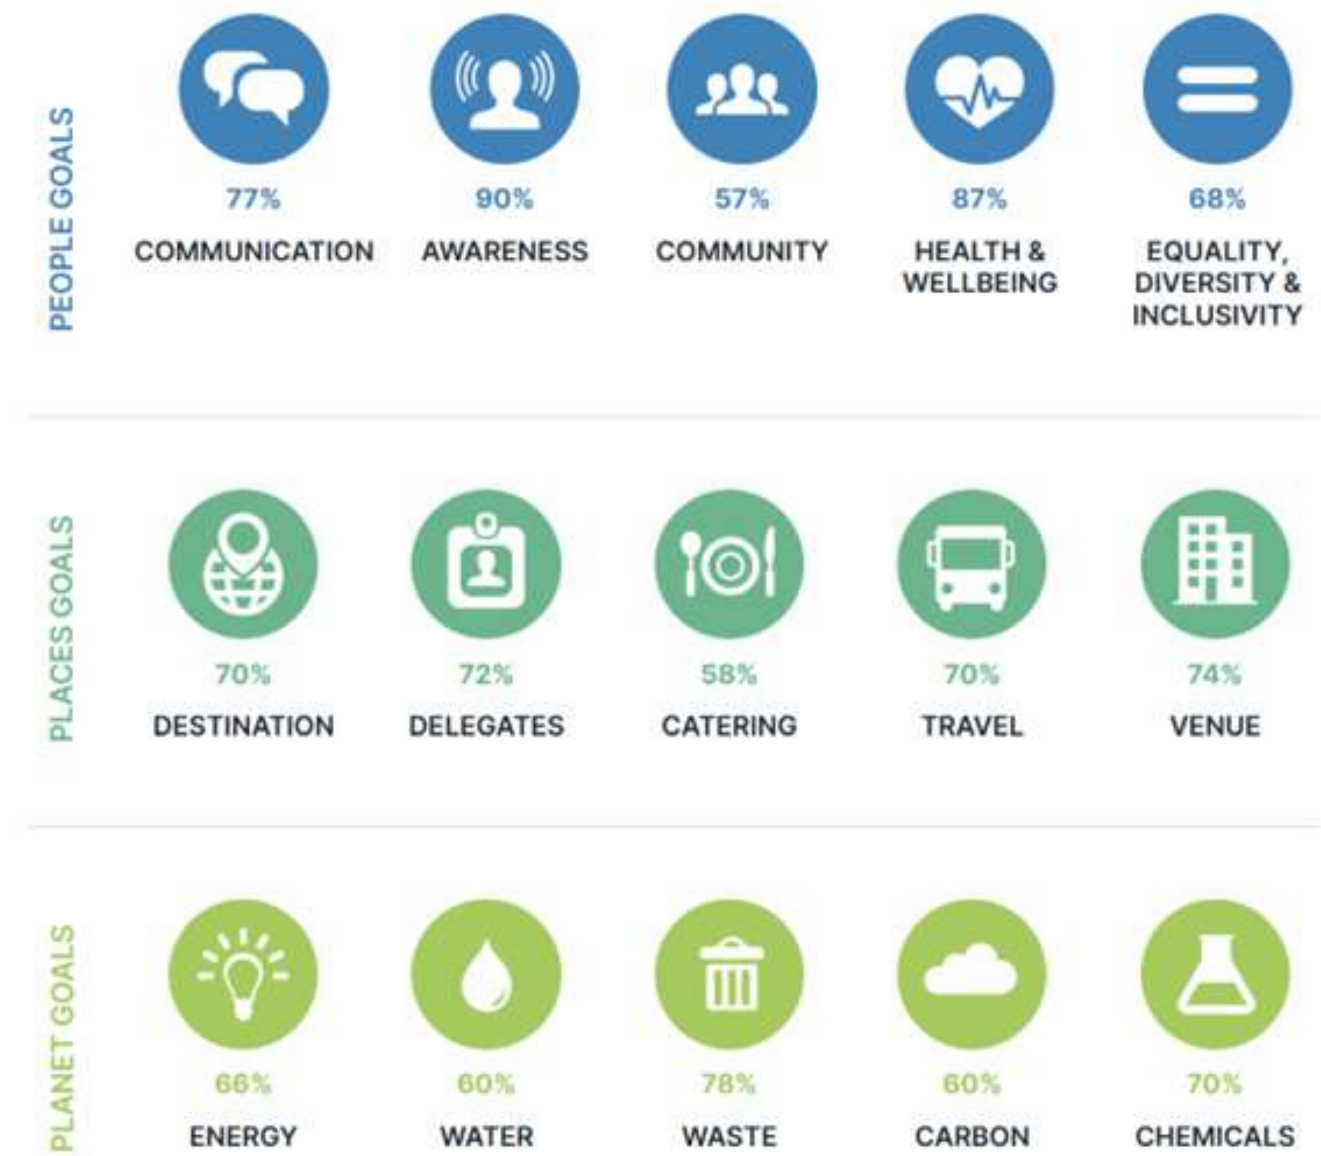 PEOPLE GOALS
77%
90%
57%
87%
68%
COMMUNICATION
AWARENESS
COMMUNITY
HEALTH &
WELLBEING
EQUALITY,
DIVERSITY &
INCLUSIVITY
PLACES GOALS
70%
72%
58%
70%
74%
DESTINATION
DELEGATES
CATERING
TRAVEL
VENUE
PLANET GOALS
66%
60%
78%
60%
70%
ENERGY
WATER
WASTE
CARBON
CHEMICALS